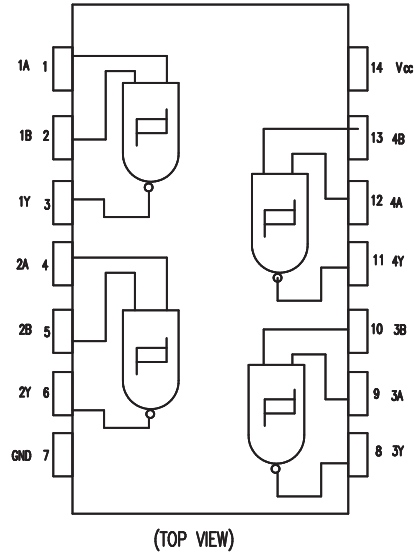 1A 1
1B 2
1Y 3
2A 4
2B 5
2Y 6
GND 7
14 Vcc
13 4B
12 4A
11 4Y
10 3B
9 3A
8 3Y
(TOP VIEW)